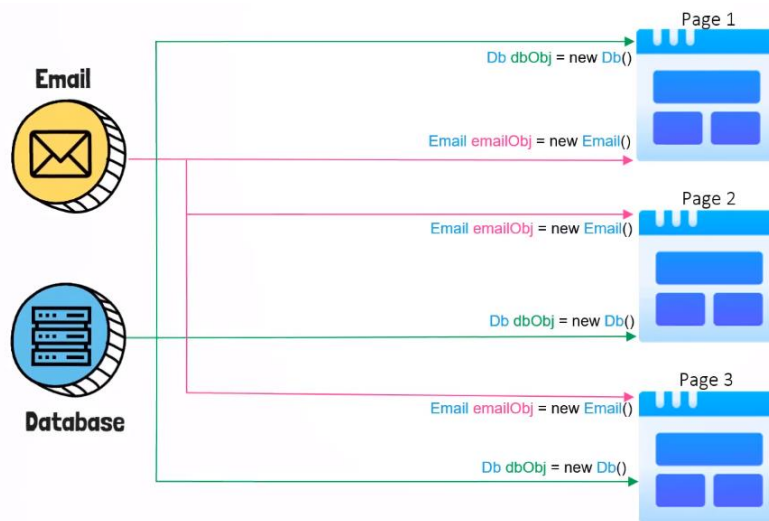 Page 1
Db dbObj = new Db()
Email
Email emailObj = new Email()
Page 2
Email emailObj = new Email()
Db dbObj = new Db()
Page 3
Email emailObj = new Email()
Database
Db dbObj = new Db()